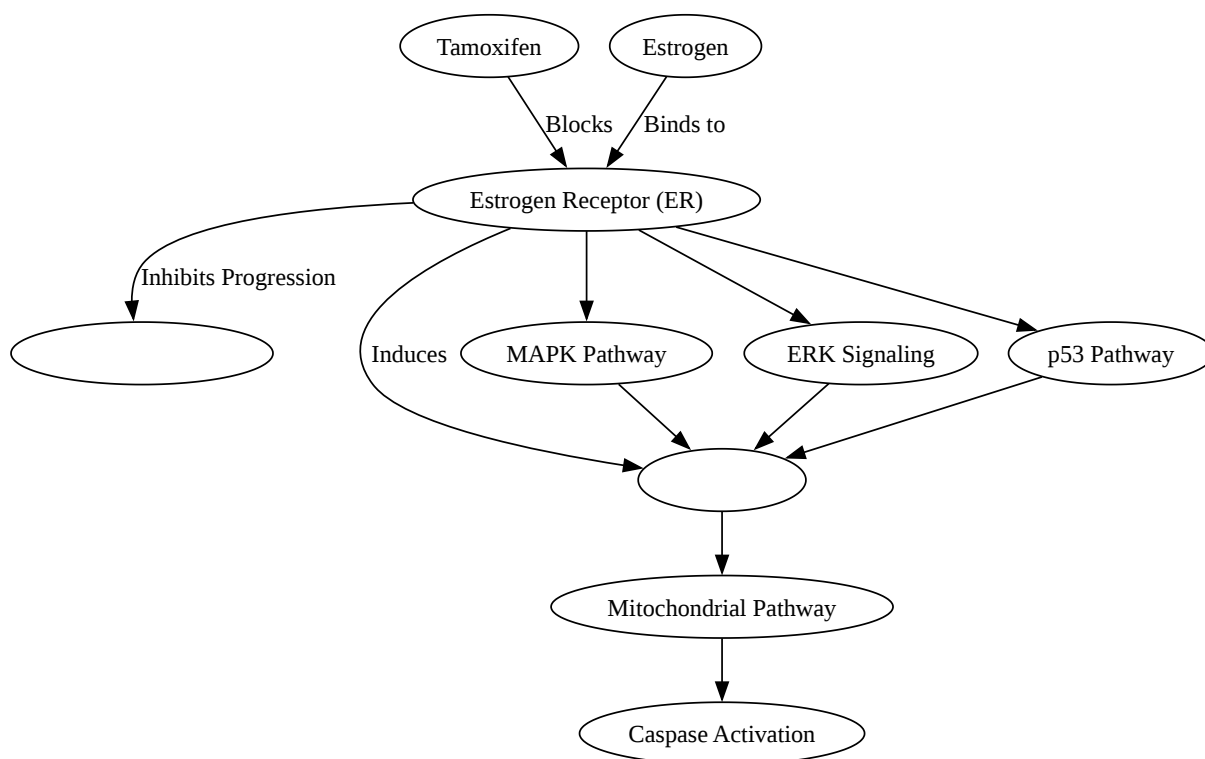 Tamoxifen
Estrogen
Blocks
Binds to
Estrogen Receptor (ER)
Inhibits Progression
Induces
MAPK Pathway
ERK Signaling
p53 Pathway
Mitochondrial Pathway
Caspase Activation